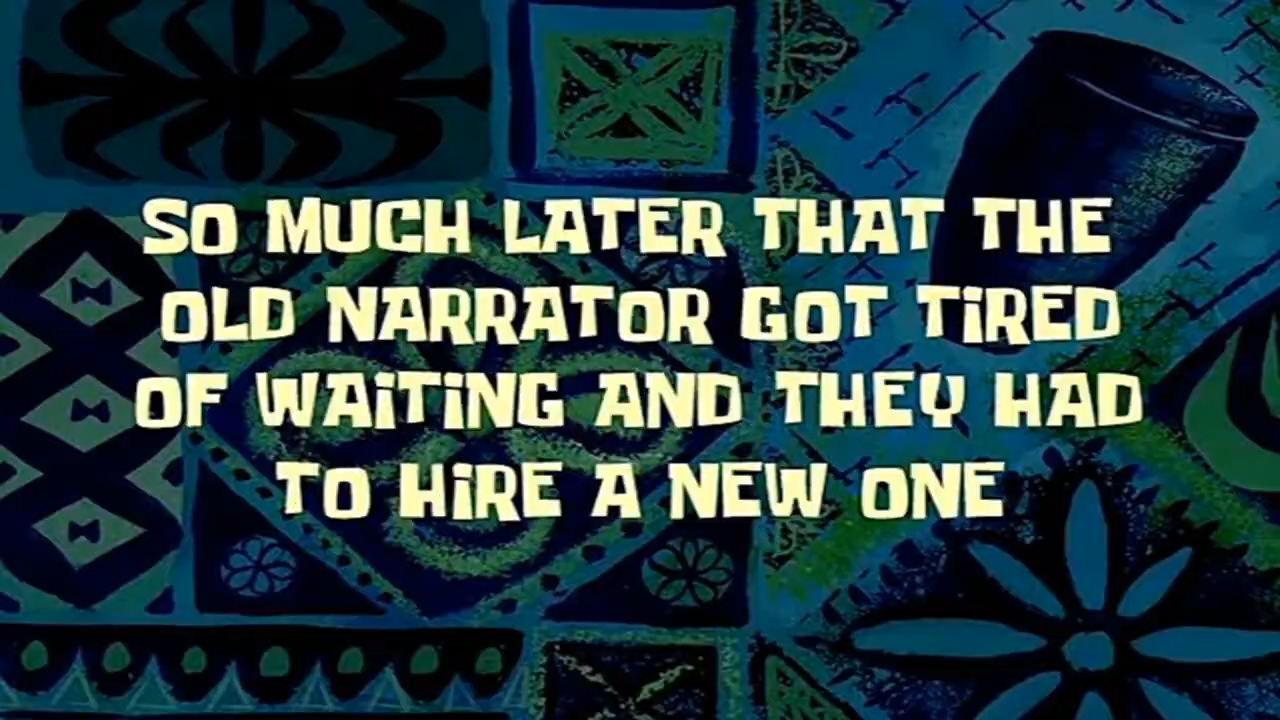 SO MUCH LATER THAT THE
OLD NARRATOR GOT TiRED
OF WAiTiNG AND THEY HAD
TO HiRE A NEW ONE